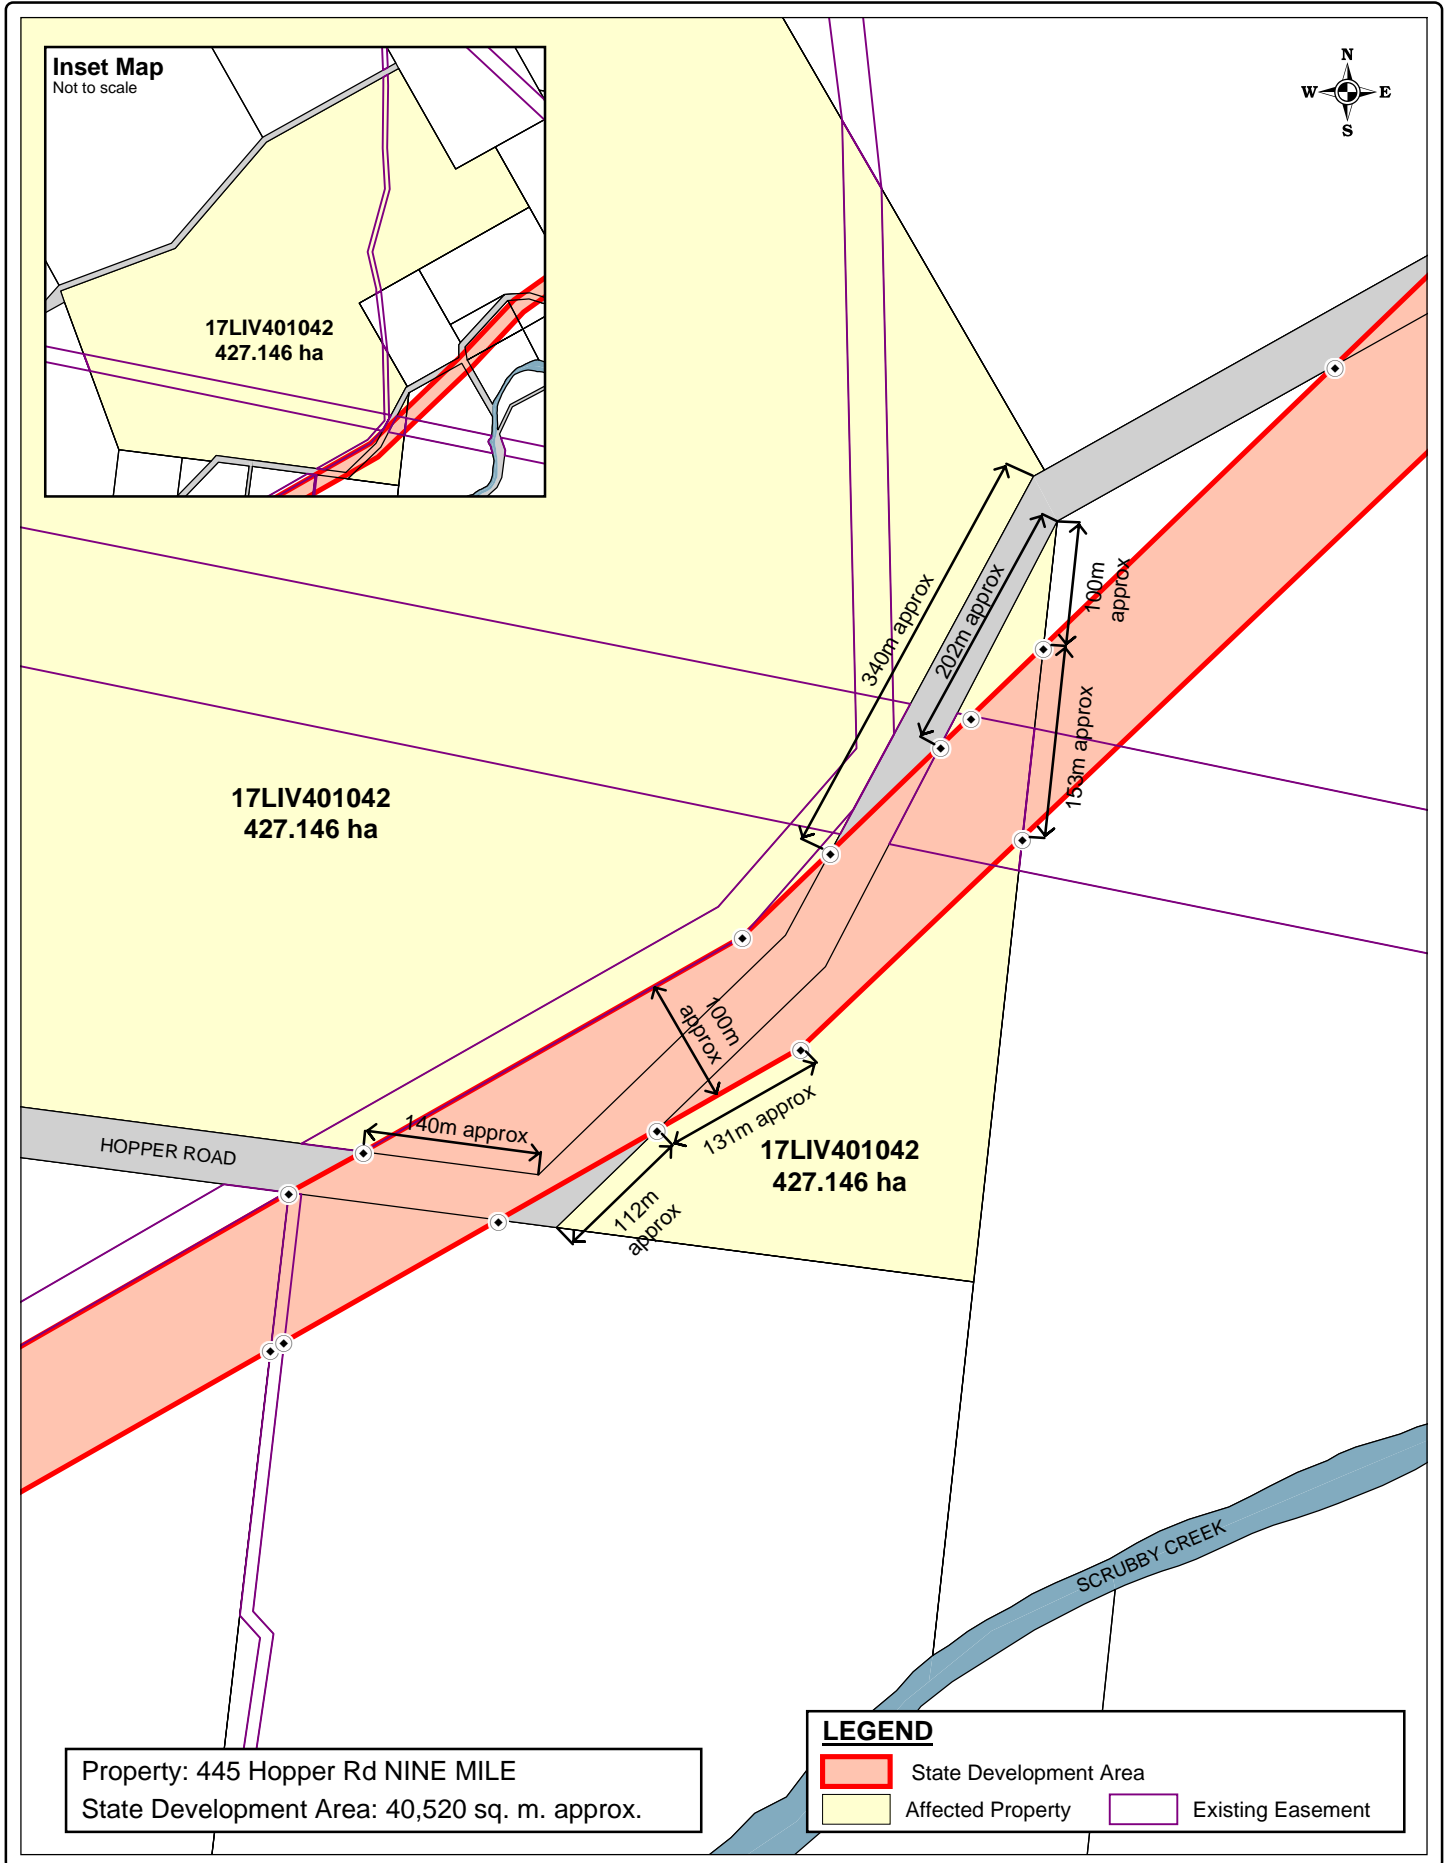 Inset Map
Not to scale
N
W E
S
17LIV401042
427.146 ha
340m approx
202m approx
100m
approx
153m approx
17LIV401042
427.146 ha
100m
approx
140m approx
131m approx
HOPPER ROAD
17LIV401042
427.146 ha
112m
approx
SCRUBBY CREEK
Property: 445 Hopper Rd NINE MILE
State Development Area: 40,520 sq. m. approx.
LEGEND
State Development Area
Affected Property
Existing Easement